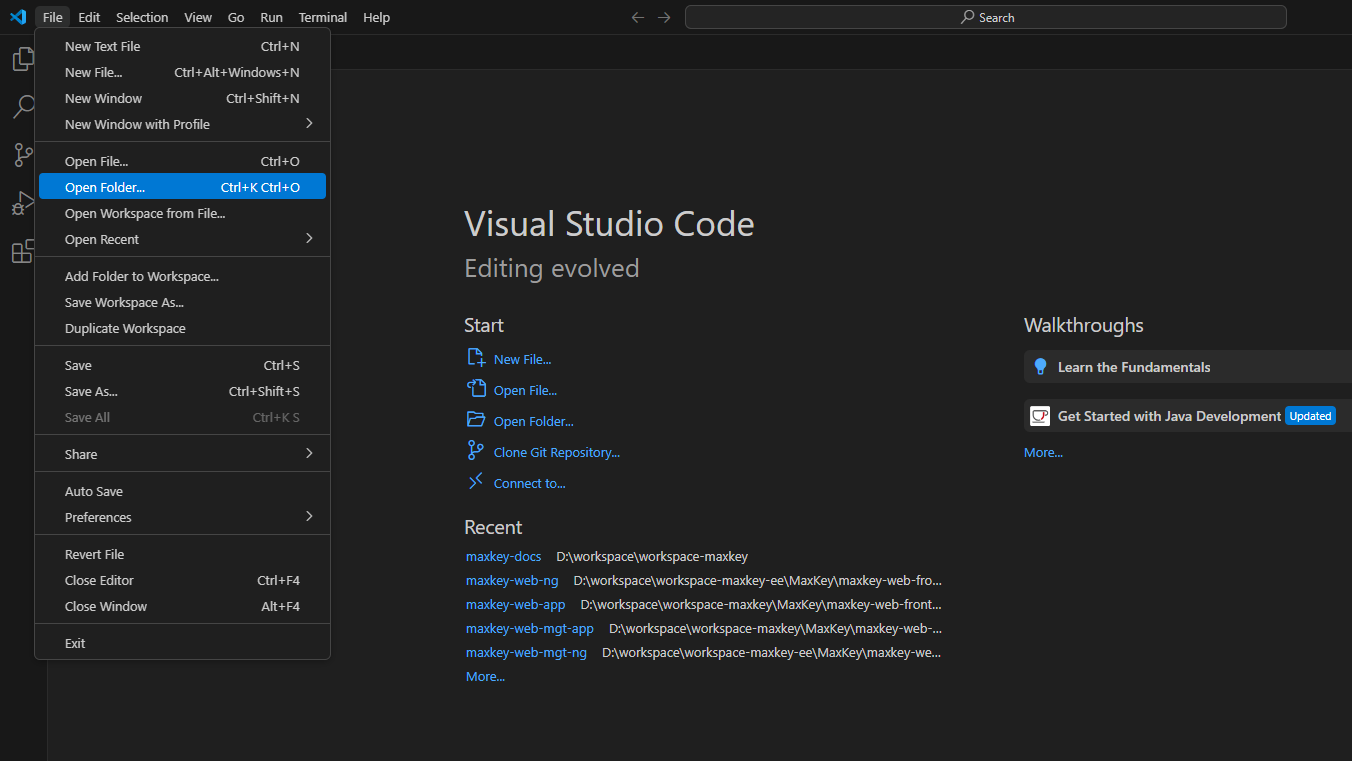 File Edit Selection View Go Run Terminal Help Search
New Text File Ctrl+N
New File... Ctrl+Alt+Windows+N
New Window Ctrl+Shift+N
New Window with Profile
Open File... Ctrl+O
Open Folder... Ctrl+K Ctrl+O
Open Workspace from File...
Open Recent
Add Folder to Workspace...
Save Workspace As...
Duplicate Workspace
Save Ctrl+S
Save As... Ctrl+Shift+S
Save All Ctrl+K S
Share
Auto Save
Preferences
Revert File
Close Editor Ctrl+F4
Close Window Alt+F4
Exit
Visual Studio Code
Editing evolved
Start
New File...
Open File...
Open Folder...
Clone Git Repository...
Connect to...
Recent
maxkey-docs D:\workspace\workspace-maxkey
maxkey-web-ng D:\workspace\workspace-maxkey-ee\MaxKey\maxkey-web-fro...
maxkey-web-app D:\workspace\workspace-maxkey\MaxKey\maxkey-web-front...
maxkey-web-mgt-app D:\workspace\workspace-maxkey\MaxKey\maxkey-web-...
maxkey-web-mgt-ng D:\workspace\workspace-maxkey-ee\MaxKey\maxkey-we...
More...
Walkthroughs
Learn the Fundamentals
Get Started with Java Development Updated
More...